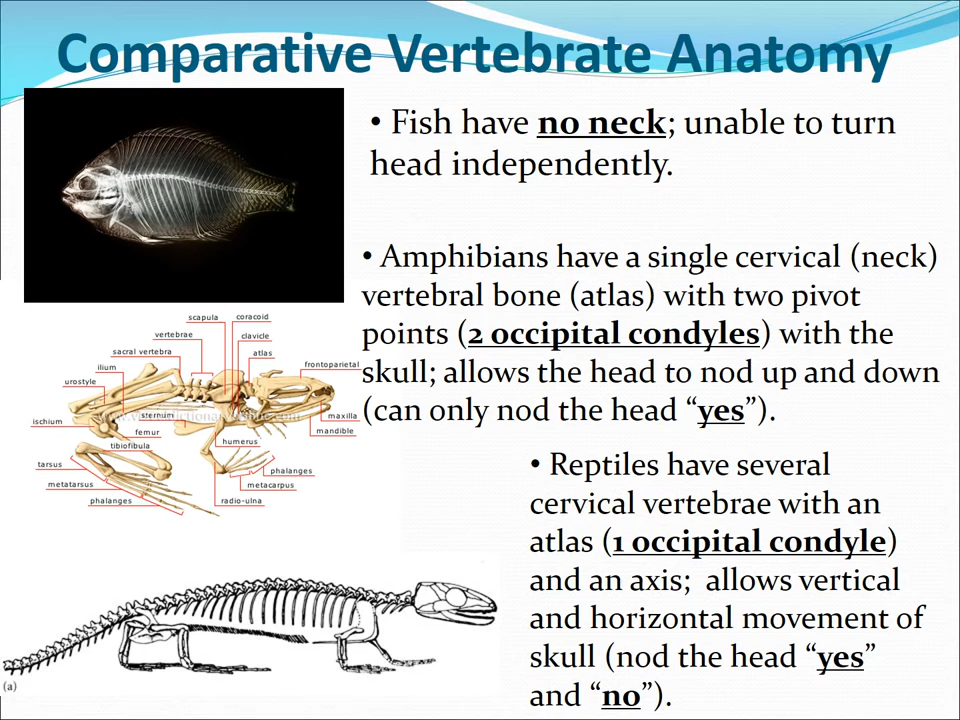 Comparative Vertebrate Anatomy
• Fish have no neck; unable to turn
head independently.
• Amphibians have a single cervical (neck)
vertebral bone (atlas) with two pivot
points (2 occipital condyles) with the
skull; allows the head to nod up and down
(can only nod the head “yes”).
• Reptiles have several
cervical vertebrae with an
atlas (1 occipital condyle)
and an axis;  allows vertical
and horizontal movement of
skull (nod the head “yes”
and “no”).
scapula
coracoid
vertebrae
clavicle
sacral vertebra
atlas
ilium
frontoparietal
urostyle
ischium
sternum
maxilla
femur
mandible
tibiofibula
humerus
tarsus
phalanges
metatarsus
metacarpus
phalanges
radio-ulna
(a)